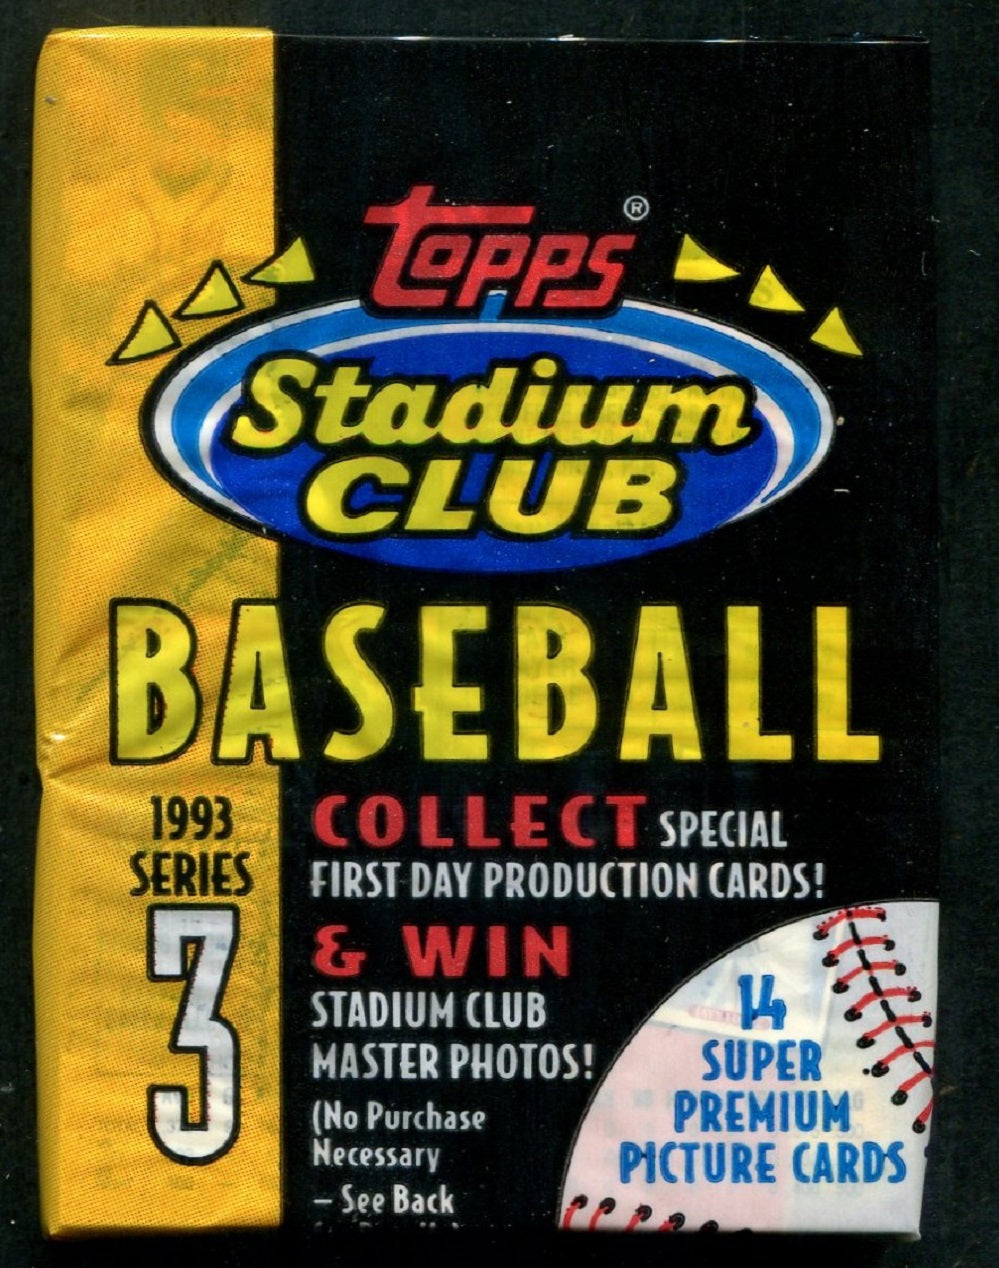 Topps ®
Stadium
CLUB
BASEBALL
1993
SERIES
3
COLLECT SPECIAL
FIRST DAY PRODUCTION CARDS!
& WIN
STADIUM CLUB
MASTER PHOTOS!
(No Purchase
Necessary
– See Back
14
SUPER
PREMIUM
PICTURE CARDS